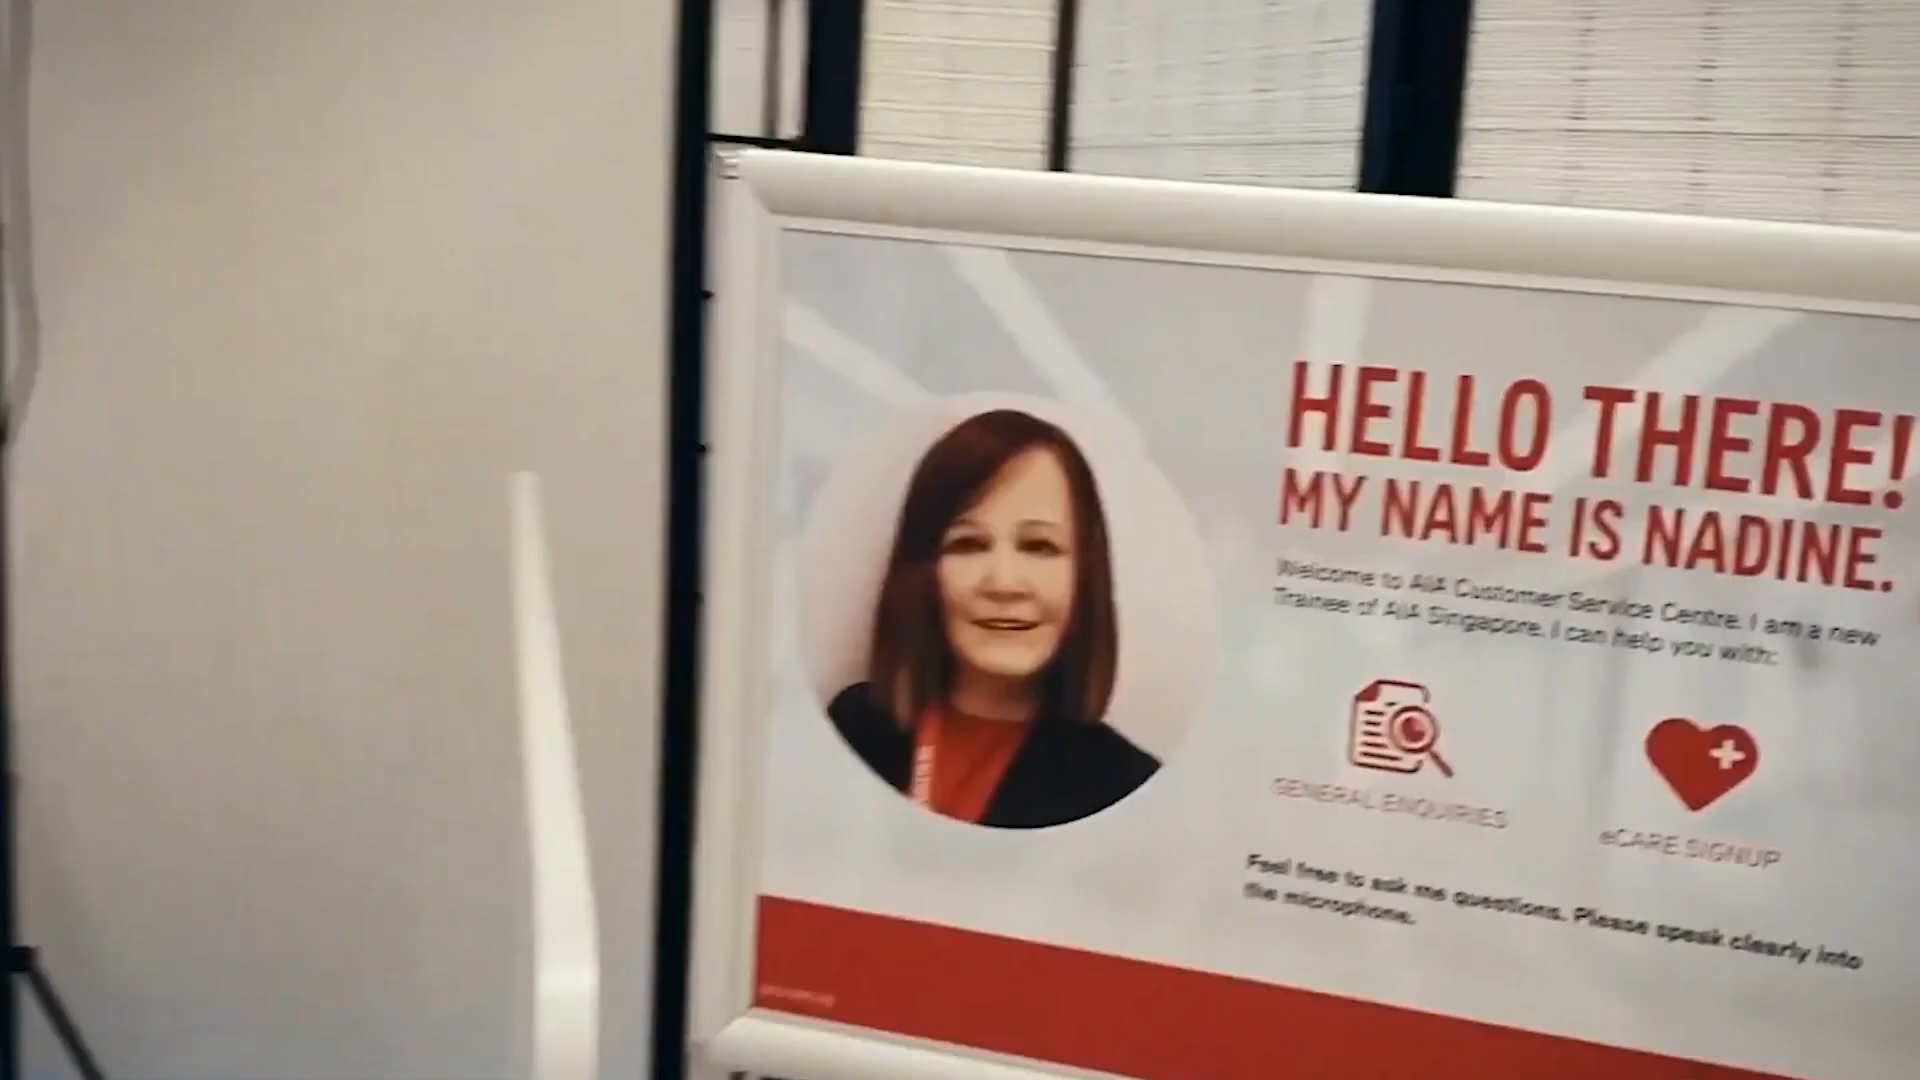 HELLO THERE!
MY NAME IS NADINE.
Welcome to AIA Customer Service Centre. I am a new
Trainee of AIA Singapore. I can help you with:
GENERAL ENQUIRIES
eCARE SIGNUP
Feel free to ask me questions. Please speak clearly into
the microphone.